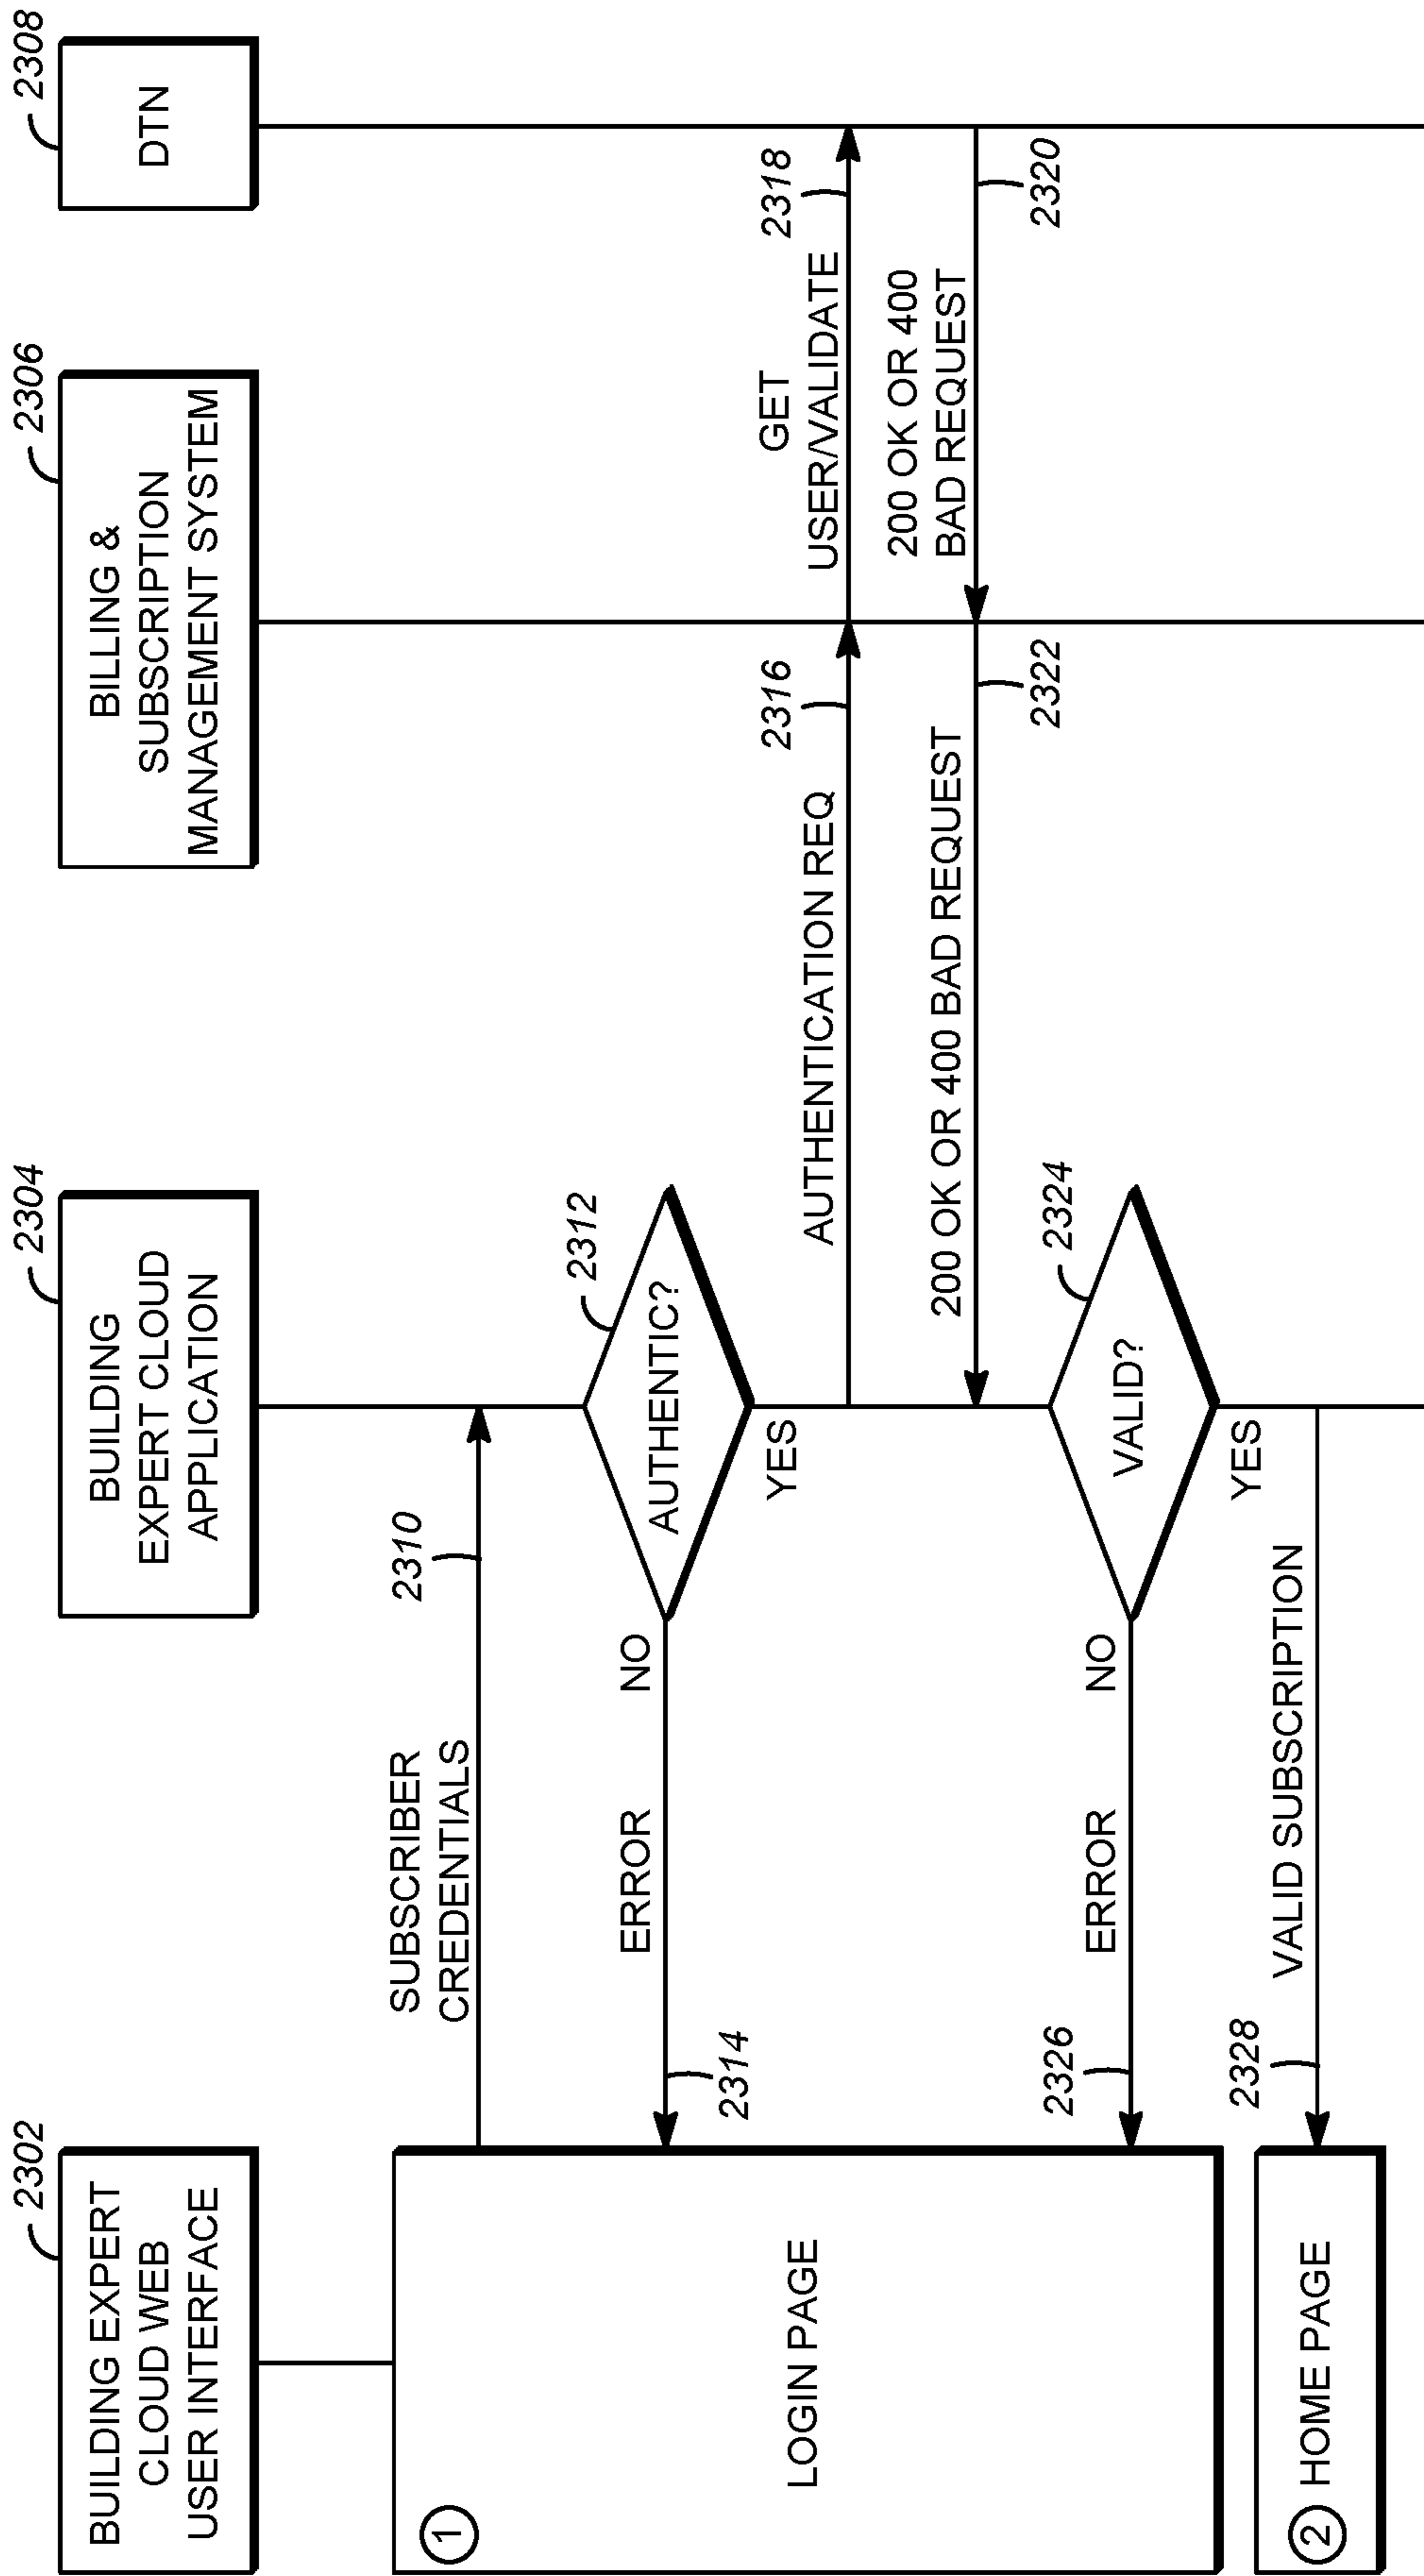 2302
BUILDING EXPERT
CLOUD WEB
USER INTERFACE
2304
BUILDING
EXPERT CLOUD
APPLICATION
2306
BILLING &
SUBSCRIPTION
MANAGEMENT SYSTEM
2308
DTN
1
LOGIN PAGE
SUBSCRIBER
CREDENTIALS
2310
2312
AUTHENTIC?
NO
ERROR
2314
YES
AUTHENTICATION REQ
2316
GET
USER/VALIDATE
2318
200 OK OR 400
BAD REQUEST
2320
200 OK OR 400 BAD REQUEST
2322
2324
VALID?
NO
ERROR
2326
YES
VALID SUBSCRIPTION
2328
2
HOME PAGE